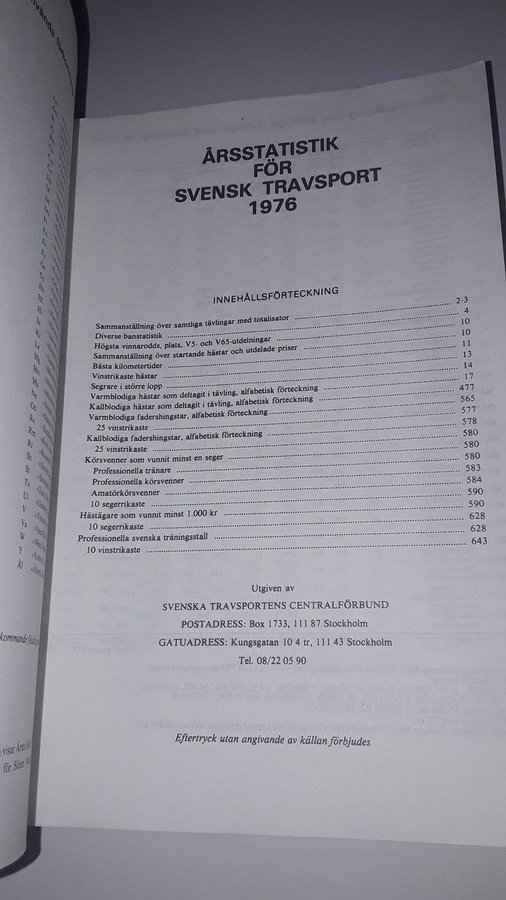 ÅRSSTATISTIK
FÖR
SVENSK TRAVSPORT
1976
INNEHÅLLSFÖRTECKNING
Sammanställning över samtliga tävlingar med totalisator 2-3
Diverse banstatistik 4
Högsta vinnarodds, plats, V5- och V65-utdelningar 10
Sammanställning över startande hästar och utdelade priser 10
Bästa kilometertider 11
Vinstrikaste hästar 13
Segrare i större lopp 14
Varmblodiga hästar som deltagit i tävling, alfabetisk förteckning 17
Kallblodiga hästar som deltagit i tävling, alfabetisk förteckning 477
Varmblodiga fadershingstar, alfabetisk förteckning 565
25 vinstrikaste 577
Kallblodiga fadershingstar, alfabetisk förteckning 578
25 vinstrikaste 580
Körsvenner som vunnit minst en seger 580
Professionella tränare 580
Professionella körsvenner 583
Amatörkörsvenner 584
10 segerrikaste 590
Hästägare som vunnit minst 1.000 kr 590
10 segerrikaste 628
Professionella svenska träningsstall 628
10 vinstrikaste 643
Utgiven av
SVENSKA TRAVSPORTENS CENTRALFÖRBUND
POSTADRESS: Box 1733, 111 87 Stockholm
GATUADRESS: Kungsgatan 10 4 tr, 111 43 Stockholm
Tel. 08/22 05 90
Eftertryck utan angivande av källan förbjudes